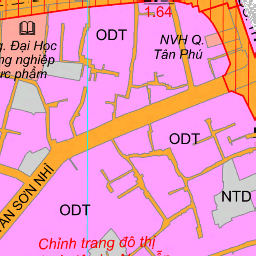 1.64
ODT
NVH Q.
Tân Phú
g. Đại Học
ng nghiệp
ực phẩm
ODT
TÂN SƠN NHÌ
NTD
ODT
Chỉnh trang đô thị